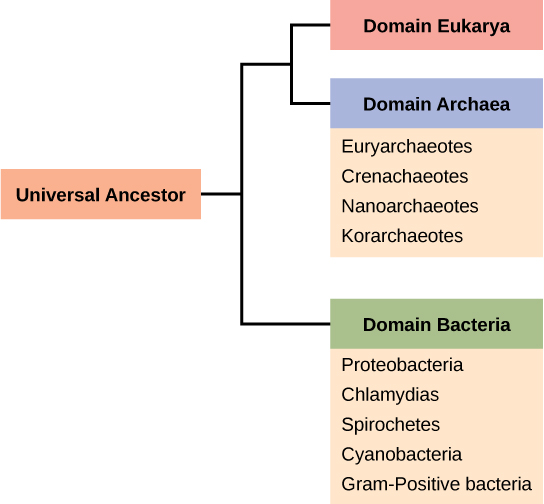 Domain Eukarya
Domain Archaea
Euryarchaeotes
Crenachaeotes
Nanoarchaeotes
Korarchaeotes
Universal Ancestor
Domain Bacteria
Proteobacteria
Chlamydias
Spirochetes
Cyanobacteria
Gram-Positive bacteria